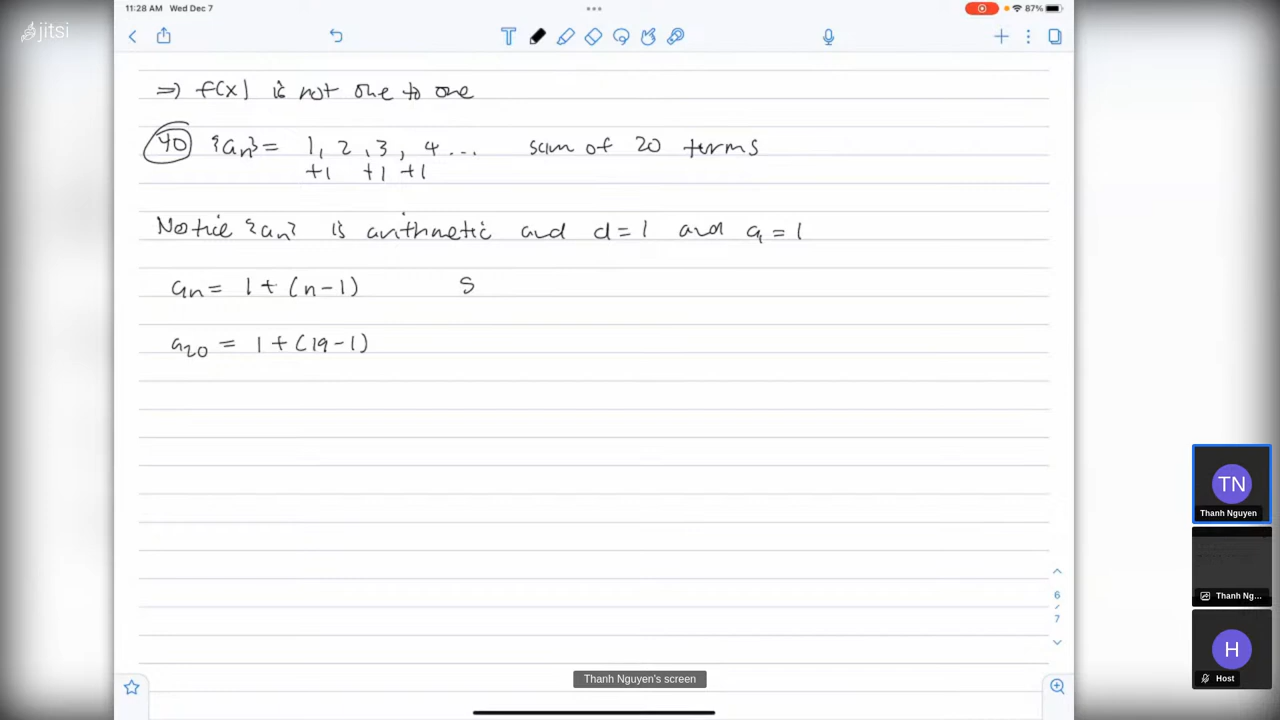 11:28 AM Wed Dec 7
87%
jitsi
T
⇒ f(x) is not one to one
40 {an} = 1, 2, 3, 4... sum of 20 terms
+1 +1 +1
Notice {an} is arithmetic and d=1 and a1 = 1
an = 1 + (n-1) S
a20 = 1 + (19-1)
TN
Thanh Nguyen
Thanh Ng...
6
/
7
H
Host
Thanh Nguyen's screen